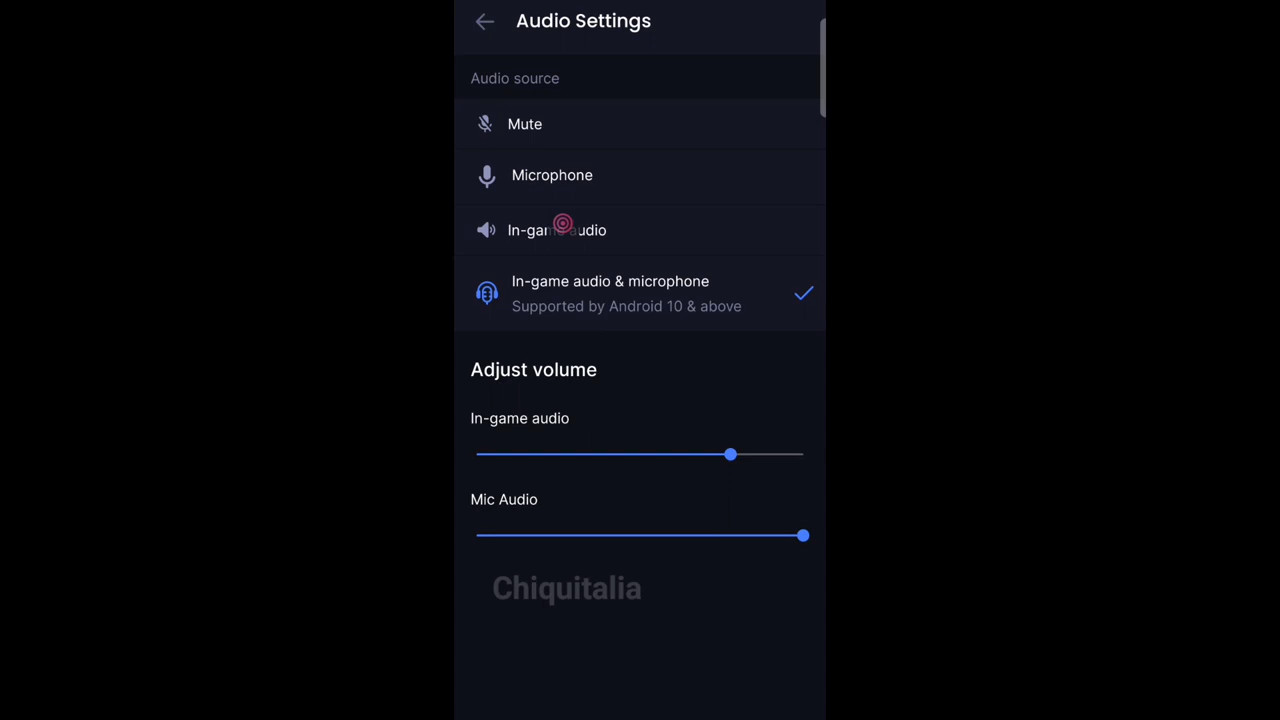 Audio Settings
Audio source
Mute
Microphone
In-game audio
In-game audio & microphone
Supported by Android 10 & above
Adjust volume
In-game audio
Mic Audio
Chiquitalia